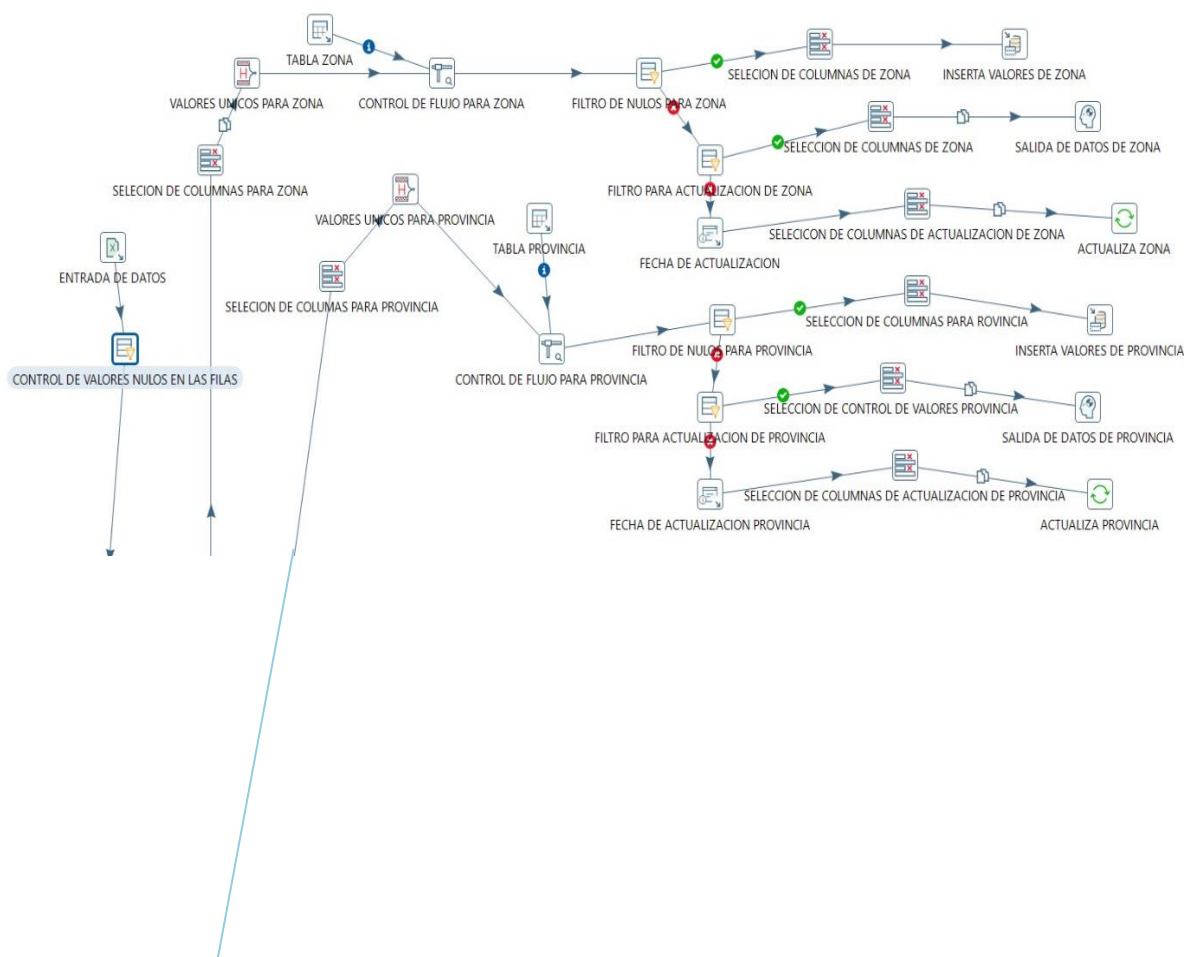 TABLA ZONA
SELECION DE COLUMNAS DE ZONA
INSERTA VALORES DE ZONA
VALORES UNICOS PARA ZONA
CONTROL DE FLUJO PARA ZONA
FILTRO DE NULOS PARA ZONA
SELECCION DE COLUMNAS DE ZONA
SALIDA DE DATOS DE ZONA
SELECION DE COLUMNAS PARA ZONA
FILTRO PARA ACTUALIZACION DE ZONA
VALORES UNICOS PARA PROVINCIA
SELECICON DE COLUMNAS DE ACTUALIZACION DE ZONA
TABLA PROVINCIA
ACTUALIZA ZONA
FECHA DE ACTUALIZACION
ENTRADA DE DATOS
SELECION DE COLUMAS PARA PROVINCIA
SELECCION DE COLUMNAS PARA ROVINCIA
FILTRO DE NULOS PARA PROVINCIA
INSERTA VALORES DE PROVINCIA
CONTROL DE VALORES NULOS EN LAS FILAS
CONTROL DE FLUJO PARA PROVINCIA
SELECCION DE CONTROL DE VALORES PROVINCIA
FILTRO PARA ACTUALIZACION DE PROVINCIA
SALIDA DE DATOS DE PROVINCIA
SELECCION DE COLUMNAS DE ACTUALIZACION DE PROVINCIA
FECHA DE ACTUALIZACION PROVINCIA
ACTUALIZA PROVINCIA